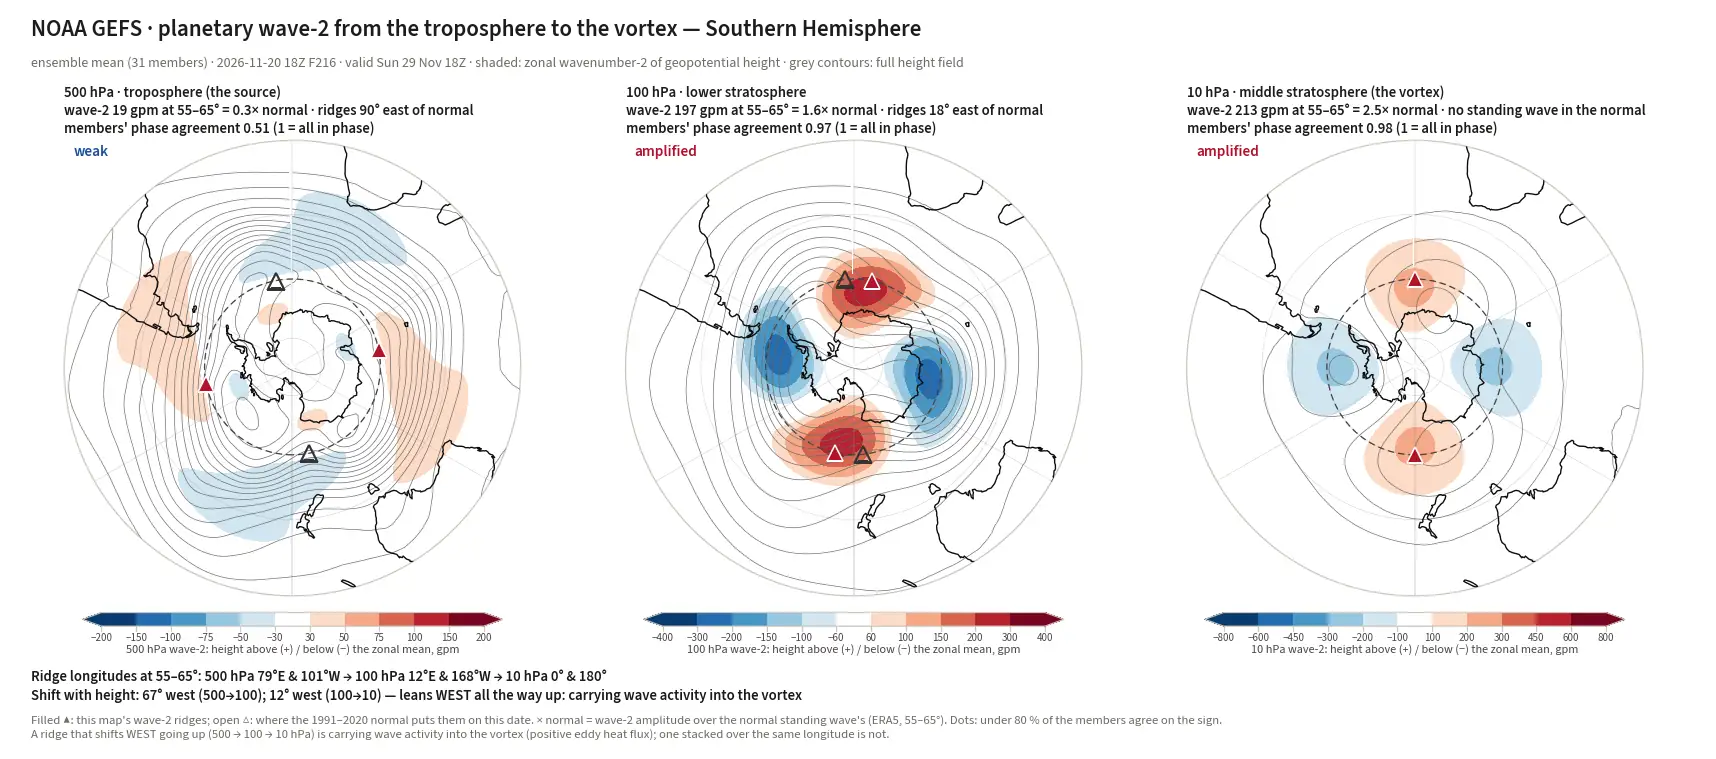 NOAA GEFS · planetary wave-2 from the troposphere to the vortex — Southern Hemisphere
ensemble mean (31 members) · 2026-11-20 18Z F216 · valid Sun 29 Nov 18Z · shaded: zonal wavenumber-2 of geopotential height · grey contours: full height field
500 hPa · troposphere (the source)
wave-2 19 gpm at 55–65° = 0.3× normal · ridges 90° east of normal
members' phase agreement 0.51 (1 = all in phase)
weak
100 hPa · lower stratosphere
wave-2 197 gpm at 55–65° = 1.6× normal · ridges 18° east of normal
members' phase agreement 0.97 (1 = all in phase)
amplified
10 hPa · middle stratosphere (the vortex)
wave-2 213 gpm at 55–65° = 2.5× normal · no standing wave in the normal
members' phase agreement 0.98 (1 = all in phase)
amplified
−200 −150 −100 −75 −50 −30 30 50 75 100 150 200
500 hPa wave-2: height above (+) / below (−) the zonal mean, gpm
−400 −300 −200 −150 −100 −60 60 100 150 200 300 400
100 hPa wave-2: height above (+) / below (−) the zonal mean, gpm
−800 −600 −450 −300 −200 −100 100 200 300 450 600 800
10 hPa wave-2: height above (+) / below (−) the zonal mean, gpm
Ridge longitudes at 55–65°: 500 hPa 79°E & 101°W → 100 hPa 12°E & 168°W → 10 hPa 0° & 180°
Shift with height: 67° west (500→100); 12° west (100→10) — leans WEST all the way up: carrying wave activity into the vortex
Filled ▲: this map's wave-2 ridges; open △: where the 1991–2020 normal puts them on this date. × normal = wave-2 amplitude over the normal standing wave's (ERA5, 55–65°). Dots: under 80 % of the members agree on the sign.
A ridge that shifts WEST going up (500 → 100 → 10 hPa) is carrying wave activity into the vortex (positive eddy heat flux); one stacked over the same longitude is not.